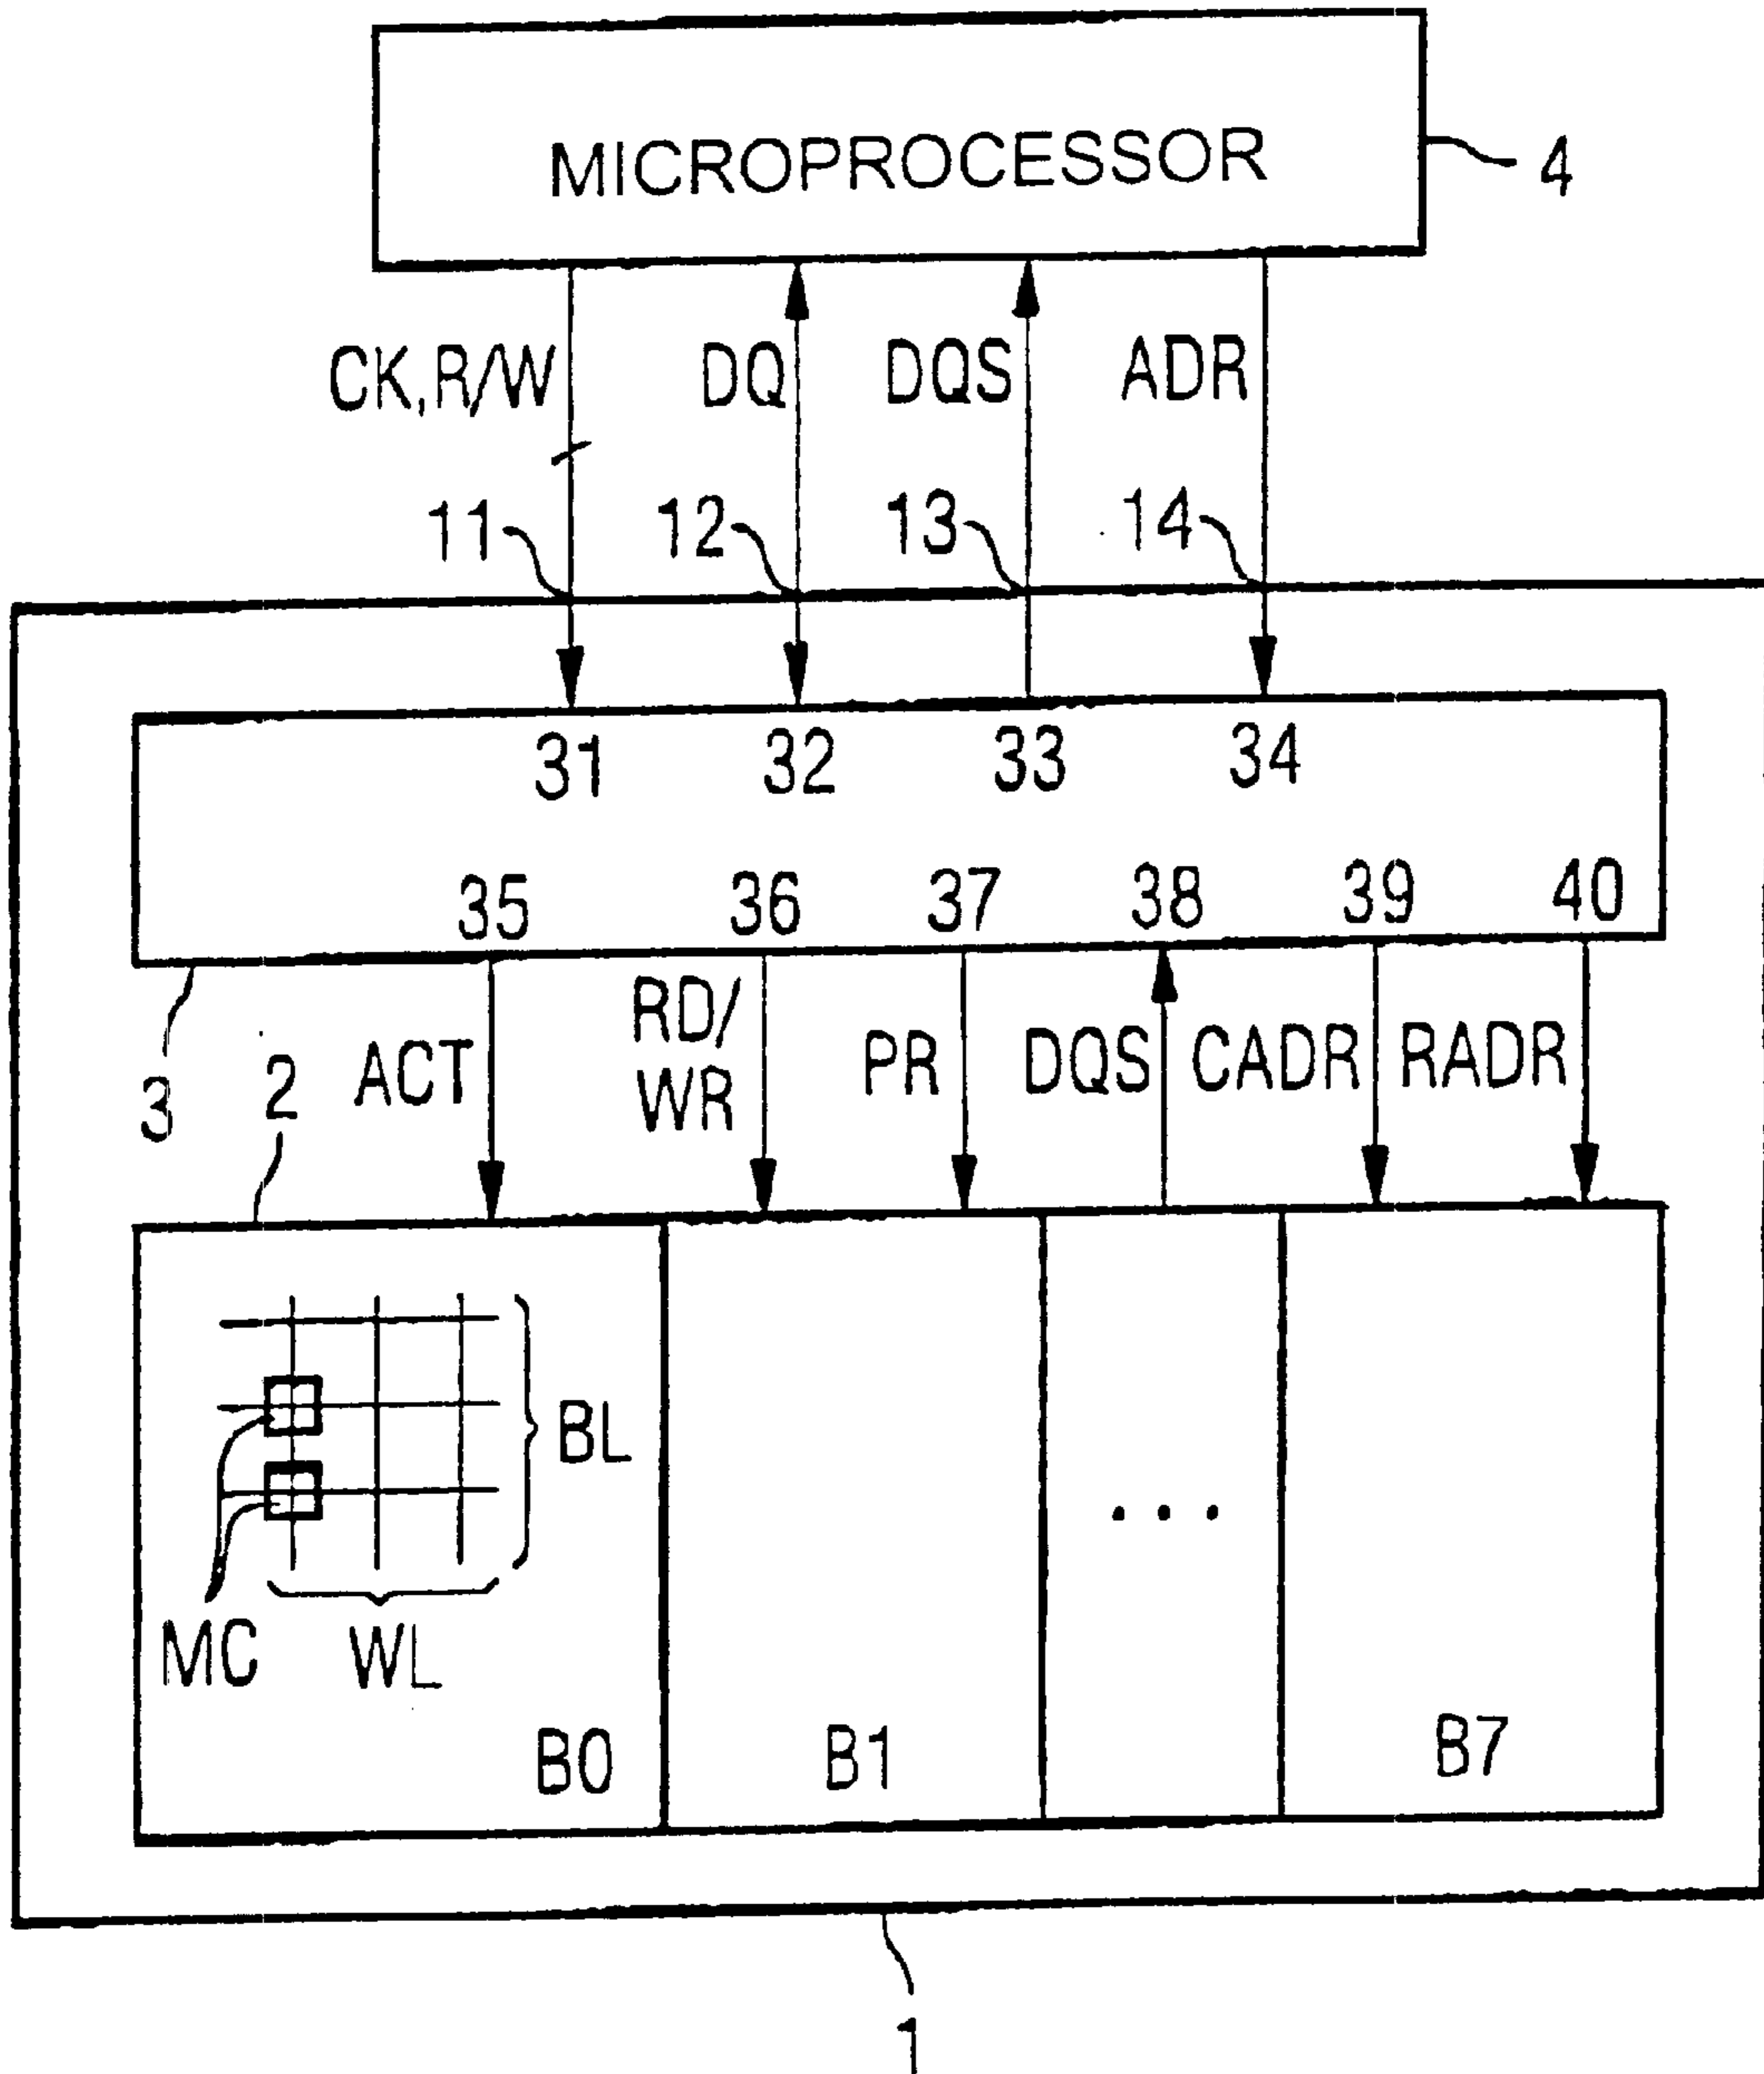 MICROPROCESSOR
4
CK,R/W DQ DQS ADR
11 12 13 14
31 32 33 34
35 36 37 38 39 40
3 2 ACT RD/ WR PR DQS CADR RADR
BL
MC WL
...
B0 B1 B7
1